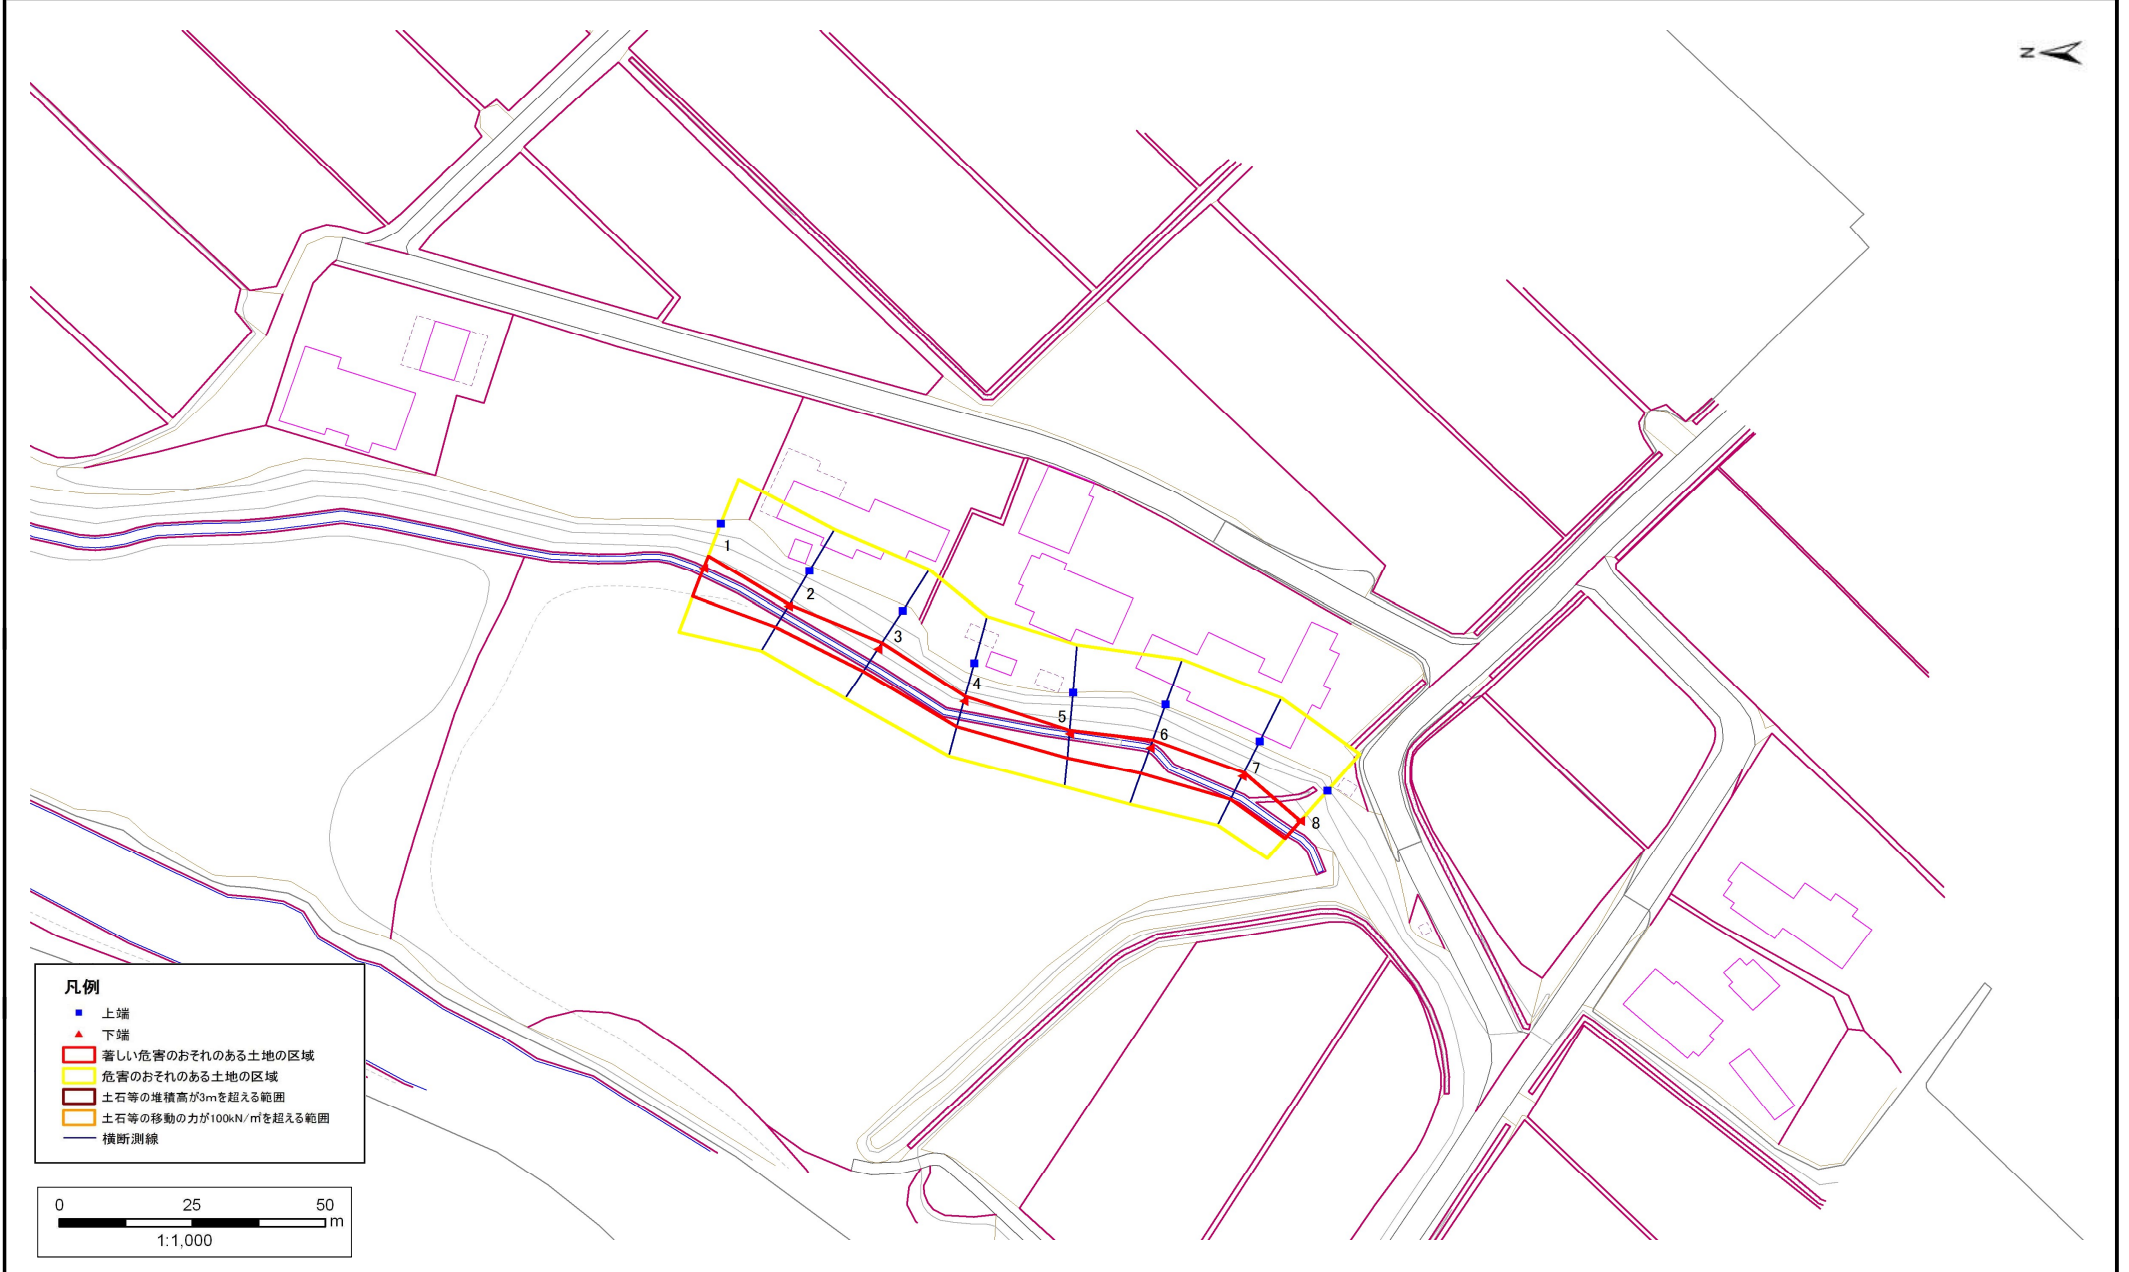 N
1
2
3
4
5
6
7
8
凡例
上端
下端
著しい危害のおそれのある土地の区域
危害のおそれのある土地の区域
土石等の堆積高が3mを超える範囲
土石等の移動の力が100kN/㎡を超える範囲
横断測線
0 25 50
m
1:1,000